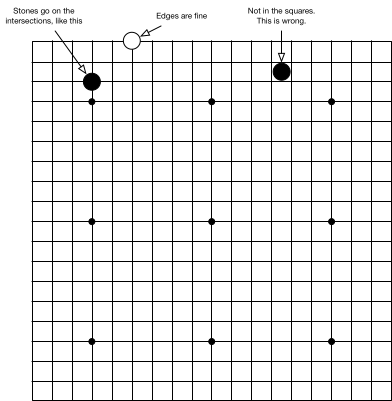 Stones go on the
intersections, like this
Edges are fine
Not in the squares.
This is wrong.